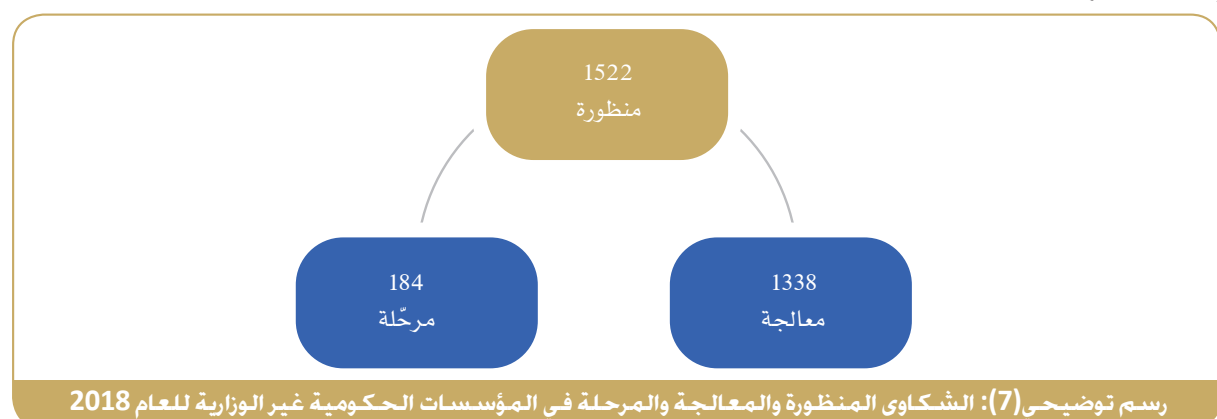 1522
منظورة
1338
معالجة
184
مرحّلة
رسم توضيحي(7): الشكاوى المنظورة والمعالجة والمرحلة في المؤسسات الحكومية غير الوزارية للعام 2018